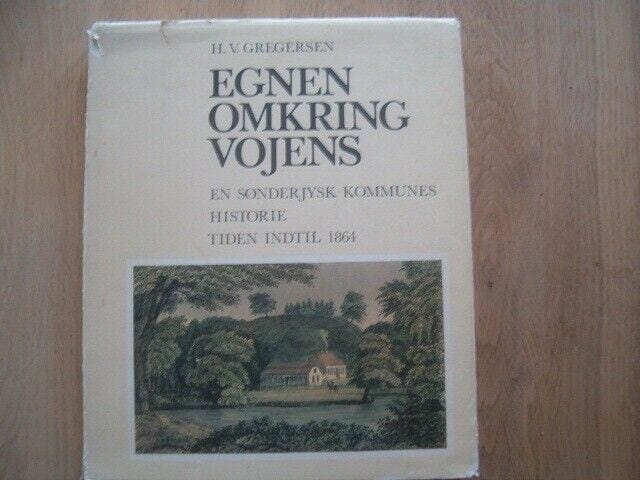 H. V. GREGERSEN
EGNEN
OMKRING
VOJENS
EN SØNDERJYSK KOMMUNES
HISTORIE
TIDEN INDTIL 1864